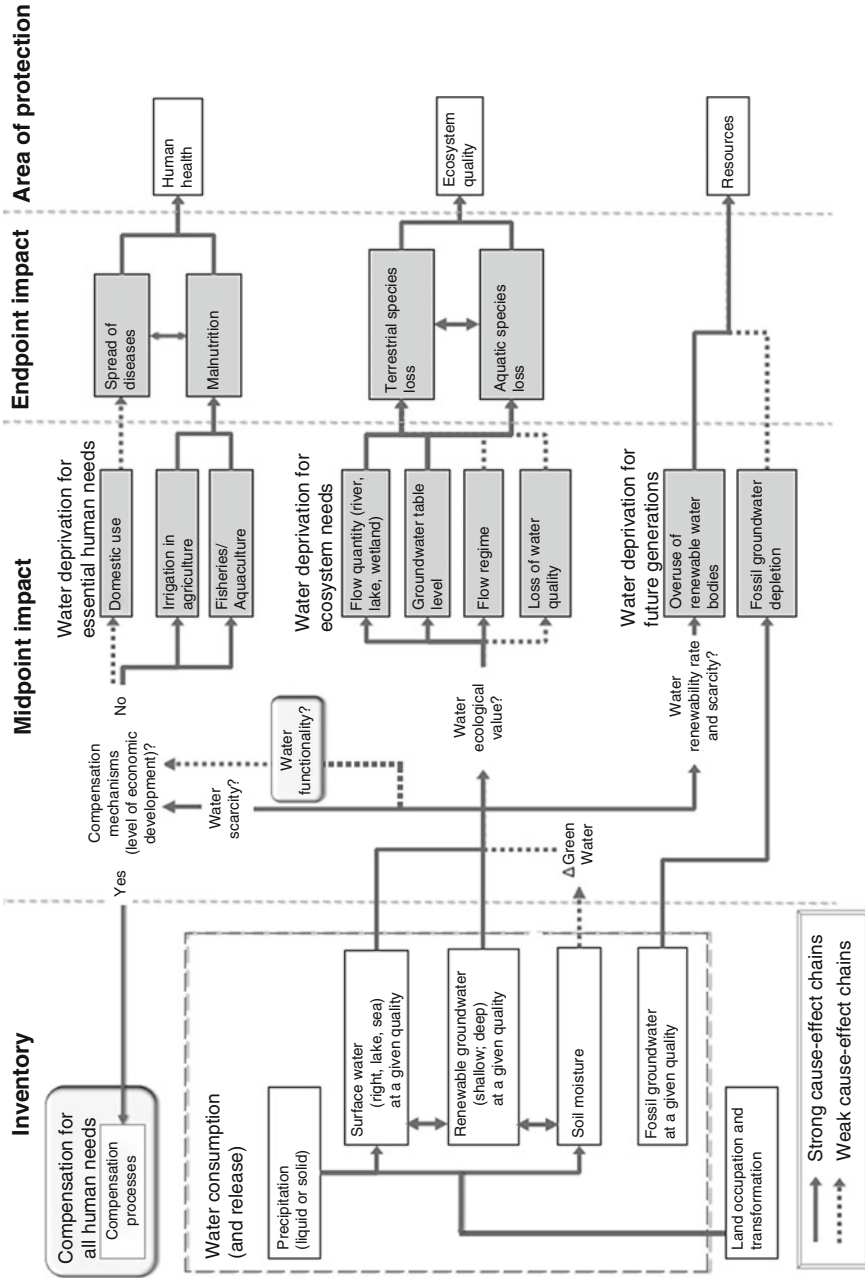 Inventory
Midpoint impact
Endpoint impact
Area of protection
Compensation for
all human needs
Compensation
processes
Yes
Compensation
mechanisms
(level of economic
development)?
No
Water
scarcity?
Water
functionality?
Water deprivation for
essential human needs
Domestic use
Irrigation in
agriculture
Fisheries/
Aquaculture
Spread of
diseases
Malnutrition
Human
health
Water consumption
(and release)
Precipitation
(liquid or solid)
Surface water
(right, lake, sea)
at a given quality
Renewable groundwater
(shallow; deep)
at a given quality
Soil moisture
Fossil groundwater
at a given quality
Land occupation and
transformation
Δ Green
Water
Water
ecological
value?
Water deprivation for
ecosystem needs
Flow quantity (river,
lake, wetland)
Groundwater table
level
Flow regime
Loss of water
quality
Terrestrial species
loss
Aquatic species
loss
Ecosystem
quality
Water
renewability rate
and scarcity?
Water deprivation for
future generations
Overuse of
renewable water
bodies
Fossil groundwater
depletion
Resources
Strong cause-effect chains
Weak cause-effect chains